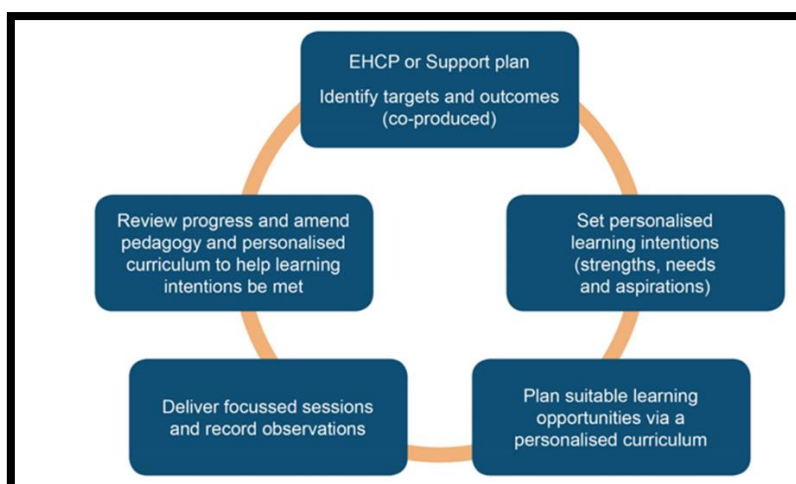 EHCP or Support plan
Identify targets and outcomes
(co-produced)
Set personalised
learning intentions
(strengths, needs
and aspirations)
Plan suitable learning
opportunities via a
personalised curriculum
Deliver focussed sessions
and record observations
Review progress and amend
pedagogy and personalised
curriculum to help learning
intentions be met